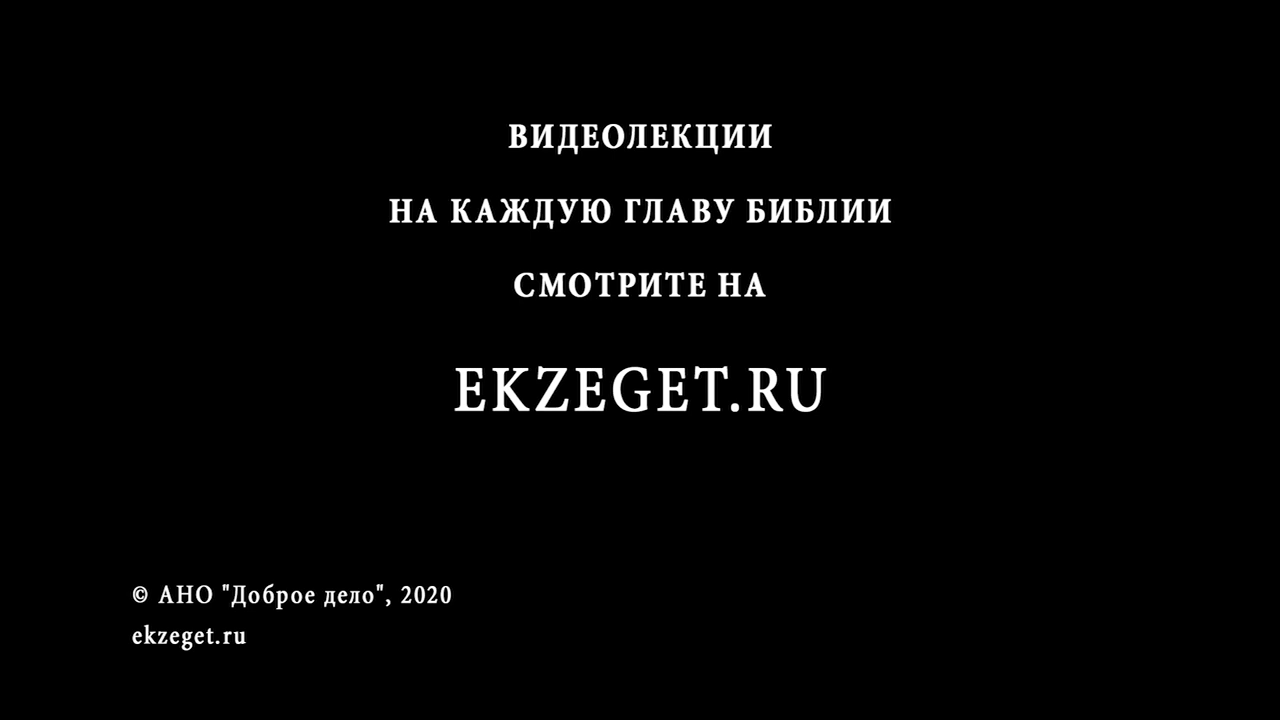 ВИДЕОЛЕКЦИИ
НА КАЖДУЮ ГЛАВУ БИБЛИИ
СМОТРИТЕ НА
EKZEGET.RU
© АНО "Доброе дело", 2020
ekzeget.ru